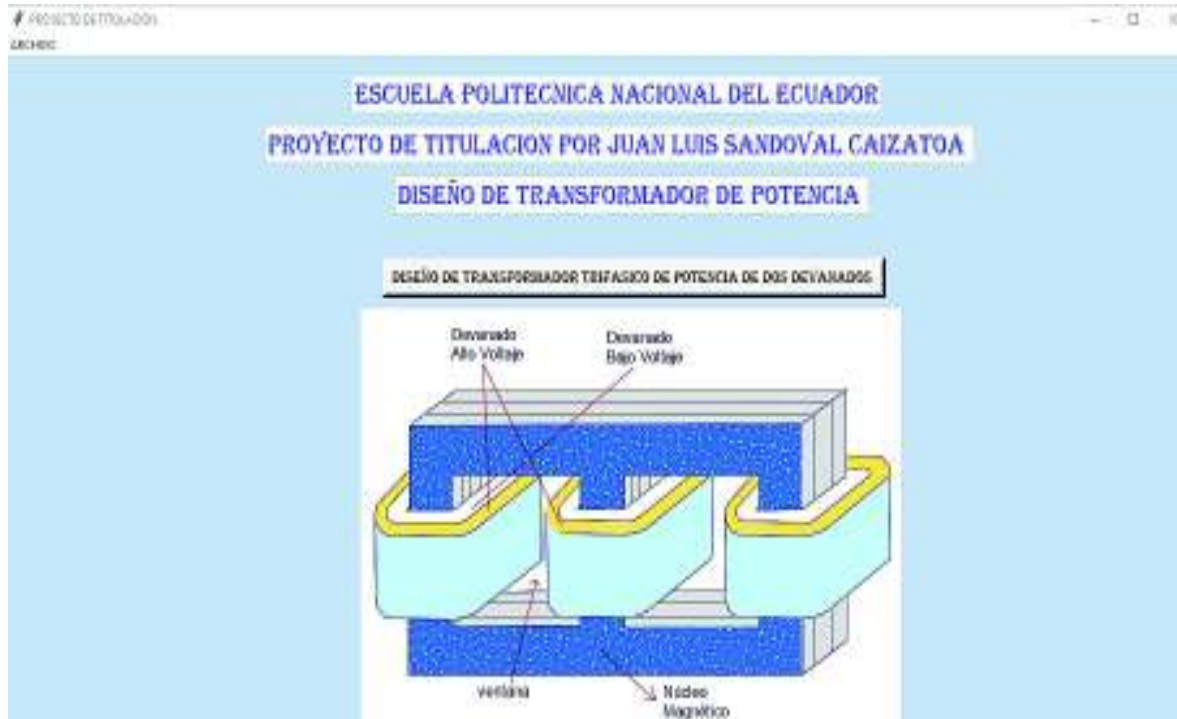 PROYECTO DE TITULACION
ARCHIVO
ESCUELA POLITECNICA NACIONAL DEL ECUADOR
PROYECTO DE TITULACION POR JUAN LUIS SANDOVAL CAIZATOA
DISEÑO DE TRANSFORMADOR DE POTENCIA
DISEÑO DE TRANSFORMADOR TRIFASICO DE POTENCIA DE DOS DEVANADOS
Devanado
Alto Voltaje
Devanado
Bajo Voltaje
ventana
Núcleo
Magnético